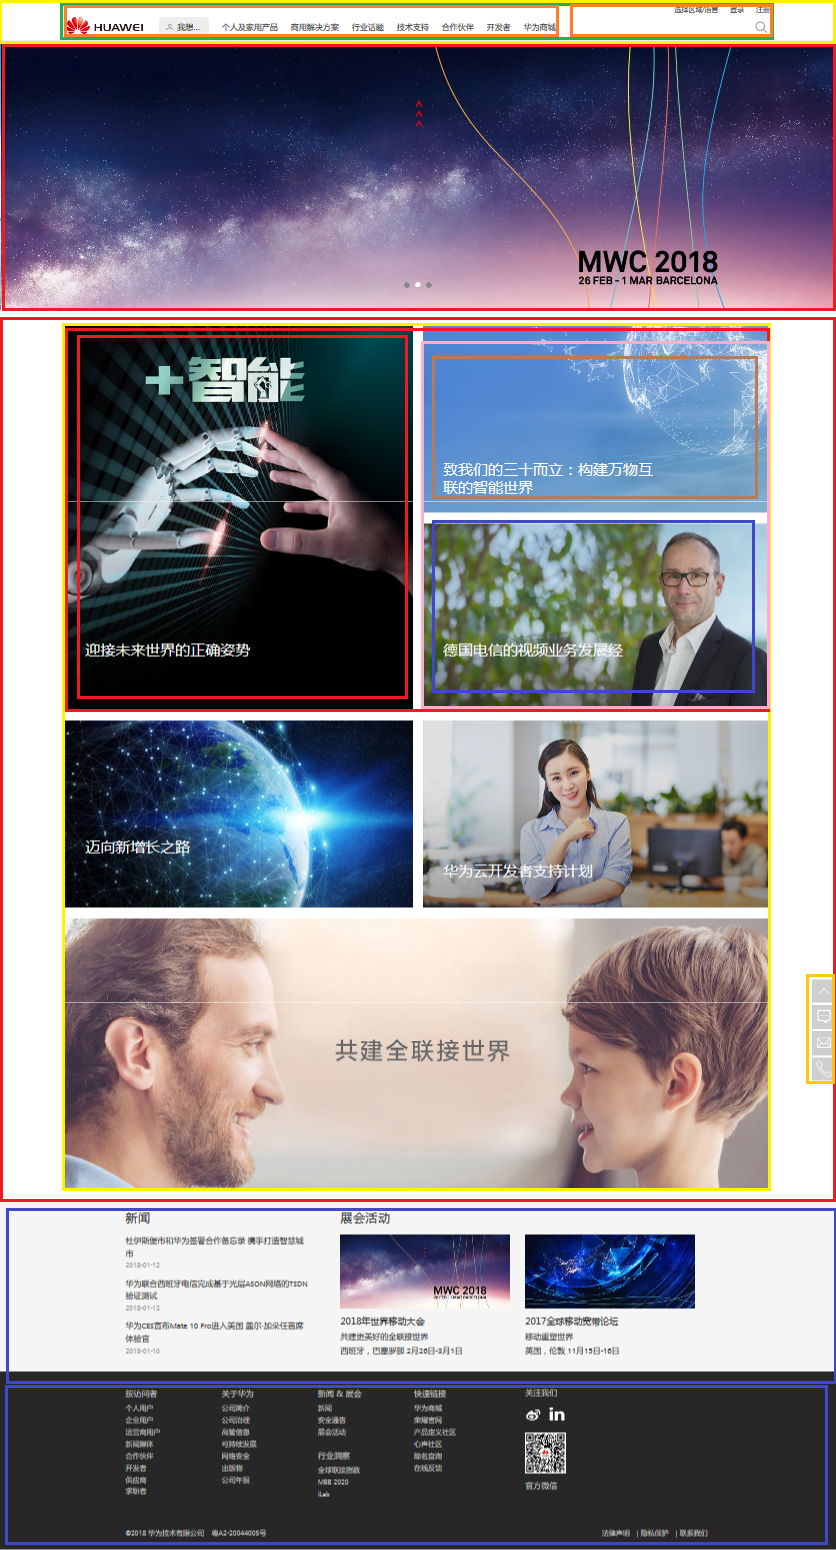 选择区域/语言 登录 注册
HUAWEI 我想... 个人及家用产品 商用解决方案 行业话题 技术支持 合作伙伴 开发者 华为商城
MWC 2018
26 FEB - 1 MAR BARCELONA
+智能
致我们的三十而立：构建万物互
联的智能世界
迎接未来世界的正确姿势
德国电信的视频业务发展经
迈向新增长之路
华为云开发者支持计划
共建全联接世界
新闻
杜伊斯堡市和华为签署合作备忘录 携手打造智慧城
市
2018-01-12
华为联合西班牙电信完成基于光层ASON网络的TSDN
验证测试
2018-01-12
华为CES宣布Mate 10 Pro进入美国 盖尔·加朵任首席
体验官
2018-01-10
展会活动
MWC 2018
26 FEB - 1 MAR BARCELONA
2018年世界移动大会
共建更美好的全联接世界
西班牙，巴塞罗那 2月26日-3月1日
2017全球移动宽带论坛
移动重塑世界
英国，伦敦 11月15日-16日
按访问者
个人用户
企业用户
运营商用户
新闻媒体
合作伙伴
开发者
供应商
求职者
关于华为
公司简介
公司治理
高管信息
可持续发展
网络安全
出版物
公司年报
新闻 & 展会
新闻
安全通告
展会活动
行业洞察
全球联接指数
MBB 2020
iLab
快速链接
华为商城
荣耀官网
产品定义社区
心声社区
除名查询
在线反馈
关注我们
in
官方微信
©2018 华为技术有限公司 粤A2-20044005号
法律声明 | 隐私保护 | 联系我们